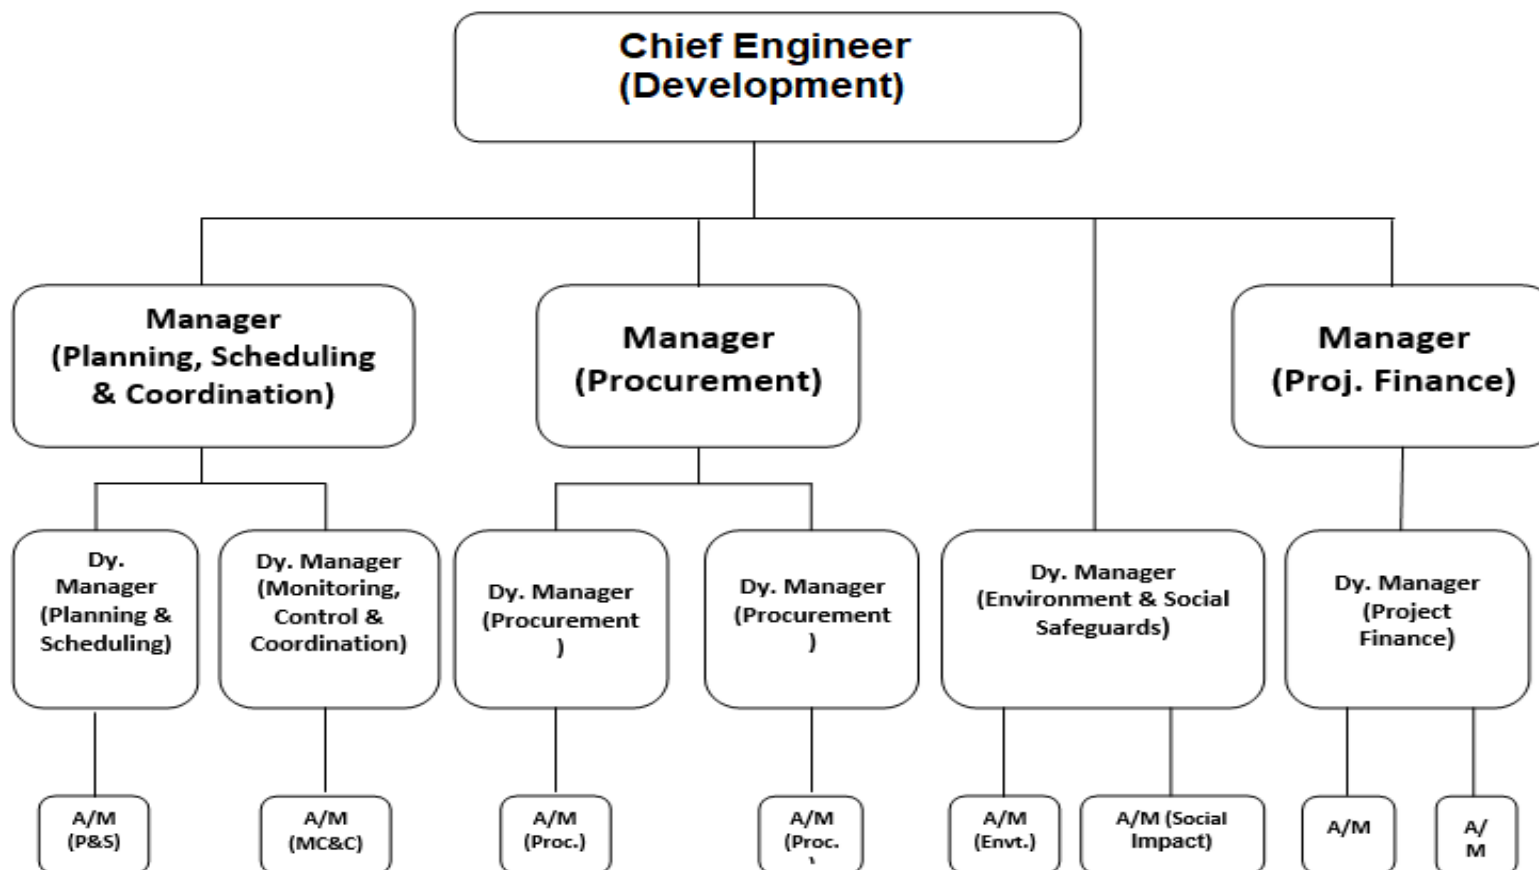 Chief Engineer
(Development)
Manager
(Planning, Scheduling
& Coordination)
Manager
(Procurement)
Manager
(Proj. Finance)
Dy.
Manager
(Planning &
Scheduling)
Dy. Manager
(Monitoring,
Control &
Coordination)
Dy. Manager
(Procurement
)
Dy. Manager
(Procurement
)
Dy. Manager
(Environment & Social
Safeguards)
Dy. Manager
(Project
Finance)
A/M
(P&S)
A/M
(MC&C)
A/M
(Proc.)
A/M
(Proc.
)
A/M
(Envt.)
A/M (Social
Impact)
A/M
A/
M